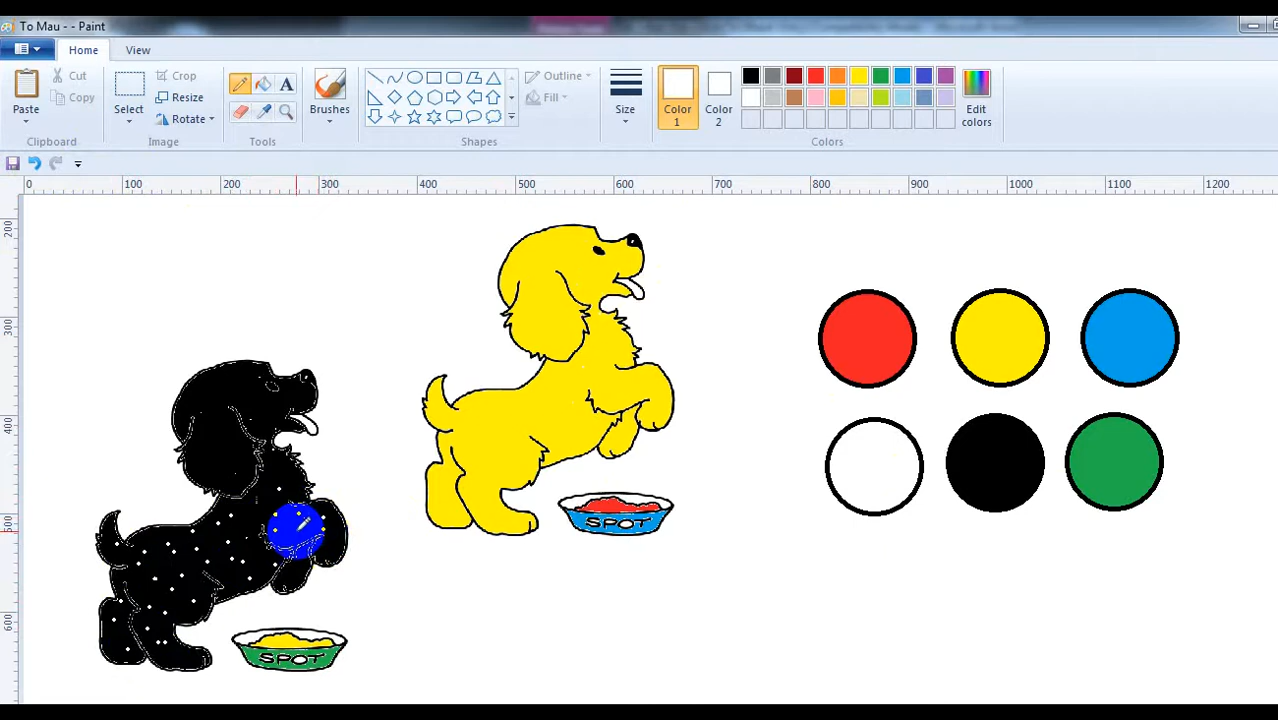 To Mau - - Paint
Home View
Paste
Cut
Copy
Clipboard
Select
Crop
Resize
Rotate
Image
A
Tools
Brushes
Outline
Fill
Shapes
Size
Color 1
Color 2
Edit colors
Colors
0 100 200 300 400 500 600 700 800 900 1000 1100 1200
200
300
400
500
600
SPOT
SPOT